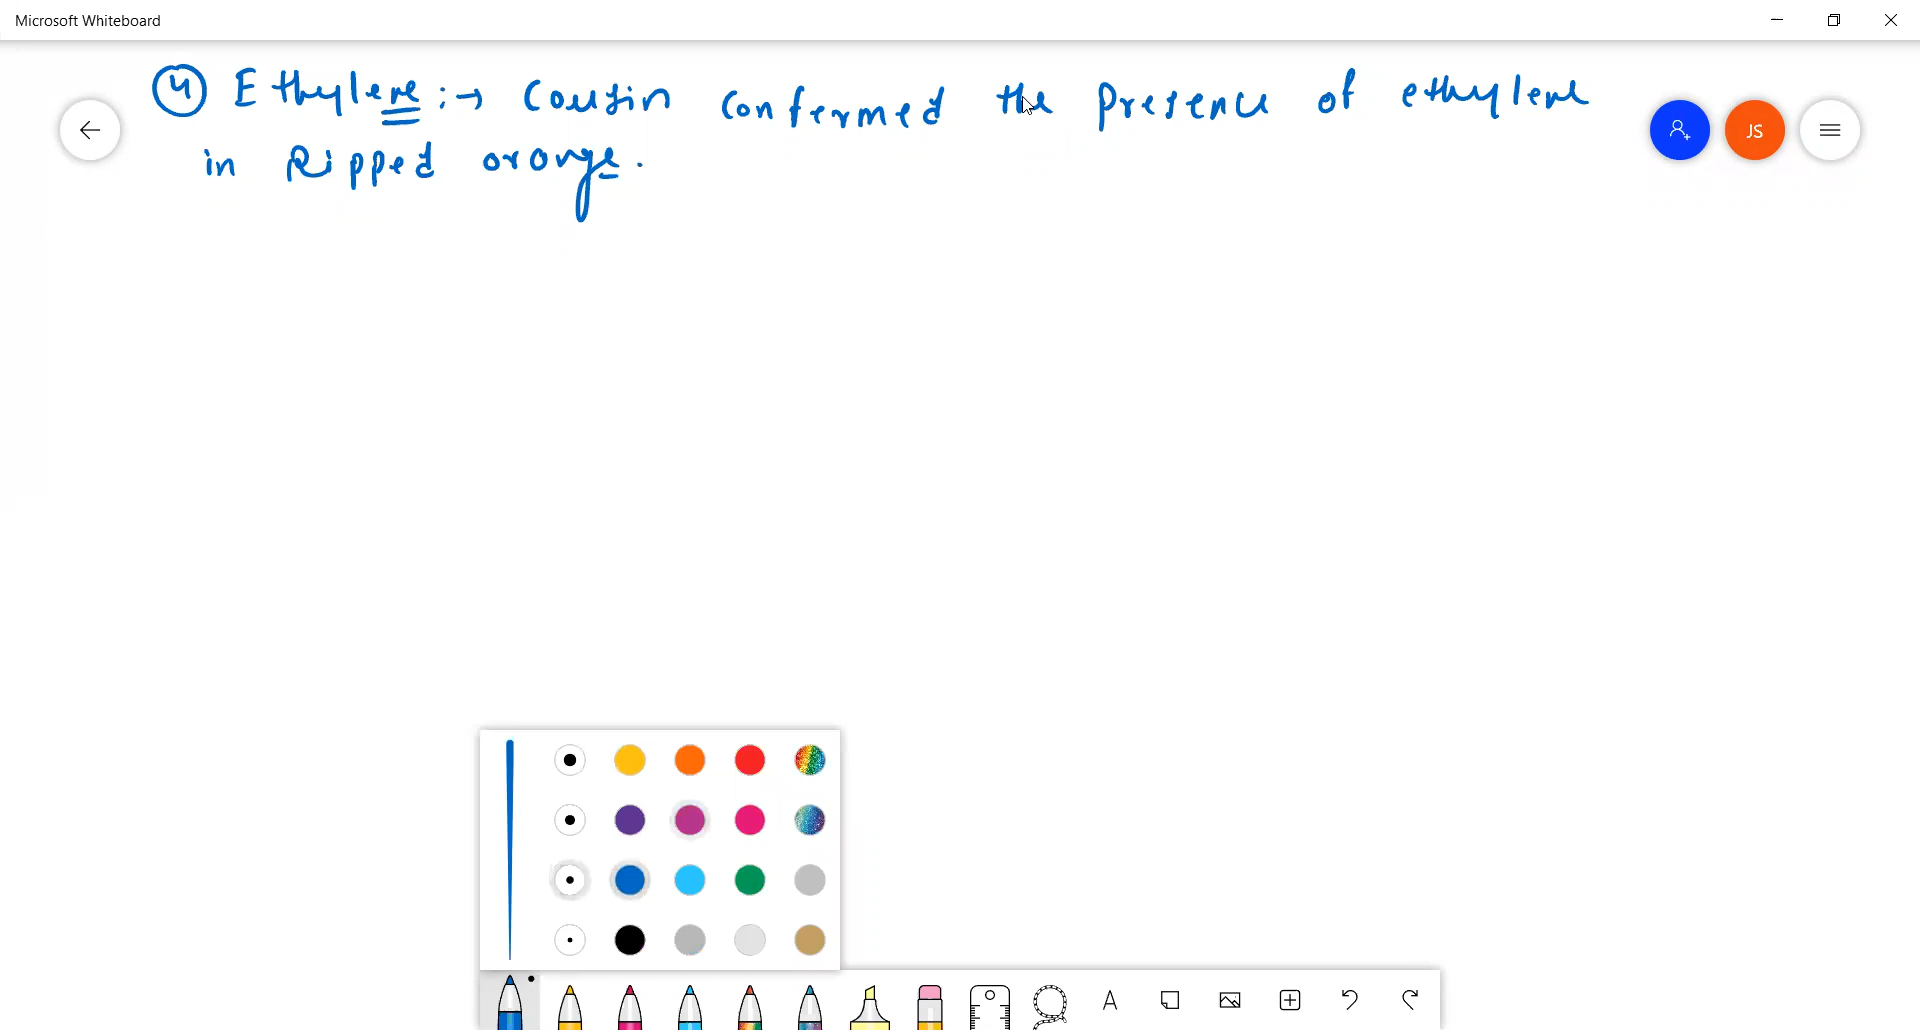 Microsoft Whiteboard
④ Ethylene :→ Cousin confermed the presence of ethylene
in Ripped orange.
JS